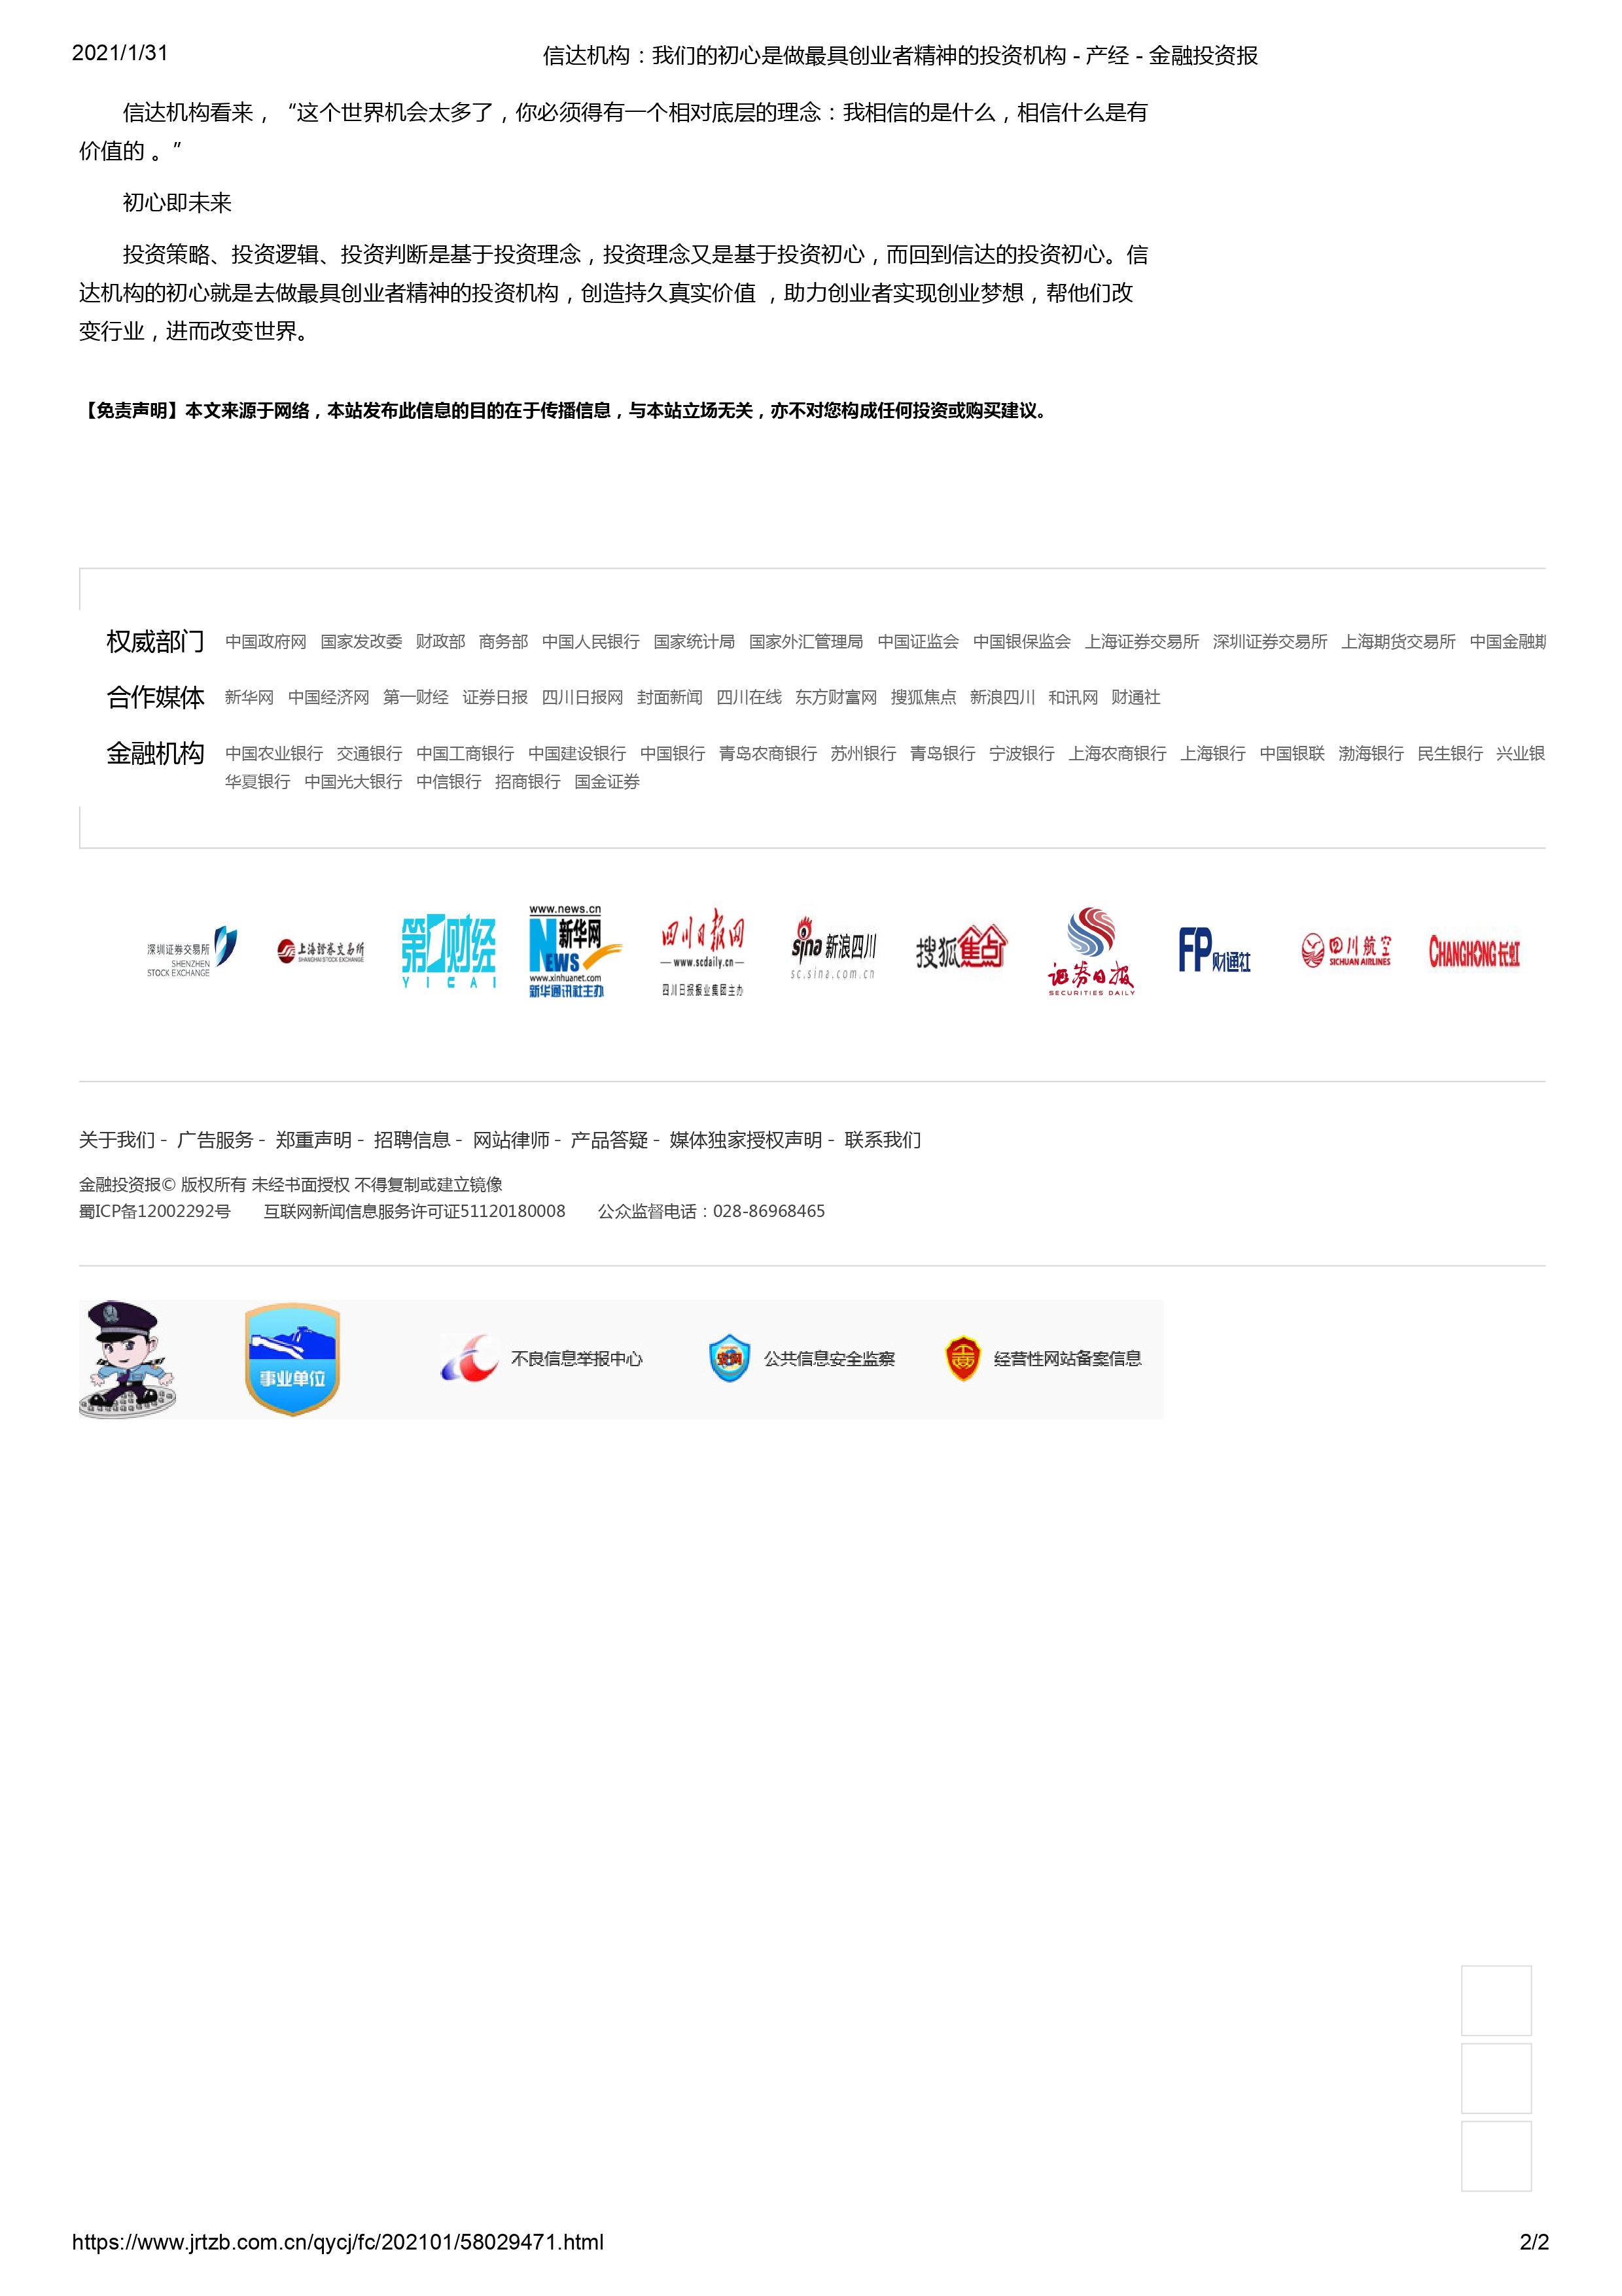 2021/1/31
信达机构：我们的初心是做最具创业者精神的投资机构 - 产经 - 金融投资报
信达机构看来，“这个世界机会太多了，你必须得有一个相对底层的理念：我相信的是什么，相信什么是有
价值的 。”
初心即未来
投资策略、投资逻辑、投资判断是基于投资理念，投资理念又是基于投资初心，而回到信达的投资初心。信
达机构的初心就是去做最具创业者精神的投资机构，创造持久真实价值 ，助力创业者实现创业梦想，帮他们改
变行业，进而改变世界。
【免责声明】本文来源于网络，本站发布此信息的目的在于传播信息，与本站立场无关，亦不对您构成任何投资或购买建议。
权威部门 中国政府网 国家发改委 财政部 商务部 中国人民银行 国家统计局 国家外汇管理局 中国证监会 中国银保监会 上海证券交易所 深圳证券交易所 上海期货交易所 中国金融期
合作媒体 新华网 中国经济网 第一财经 证券日报 四川日报网 封面新闻 四川在线 东方财富网 搜狐焦点 新浪四川 和讯网 财通社
金融机构 中国农业银行 交通银行 中国工商银行 中国建设银行 中国银行 青岛农商银行 苏州银行 青岛银行 宁波银行 上海农商银行 上海银行 中国银联 渤海银行 民生银行 兴业银
华夏银行 中国光大银行 中信银行 招商银行 国金证券
深圳证券交易所
SHENZHEN
STOCK EXCHANGE
上海證券交易所
SHANGHAI STOCK EXCHANGE
第一财经
YICAI
www.news.cn
新华网
NEWS
www.xinhuanet.com
新华通讯社主办
四川日报网
www.scdaily.cn
四川日报报业集团主办
sina 新浪四川
sc.sina.com.cn
搜狐焦点
证券日报
SECURITIES DAILY
FP财通社
四川航空
SICHUAN AIRLINES
CHANGHONG长虹
关于我们 - 广告服务 - 郑重声明 - 招聘信息 - 网站律师 - 产品答疑 - 媒体独家授权声明 - 联系我们
金融投资报© 版权所有 未经书面授权 不得复制或建立镜像
蜀ICP备12002292号 互联网新闻信息服务许可证51120180008 公众监督电话：028-86968465
事业单位
不良信息举报中心
公共信息安全监察
经营性网站备案信息
https://www.jrtzb.com.cn/qycj/fc/202101/58029471.html
2/2